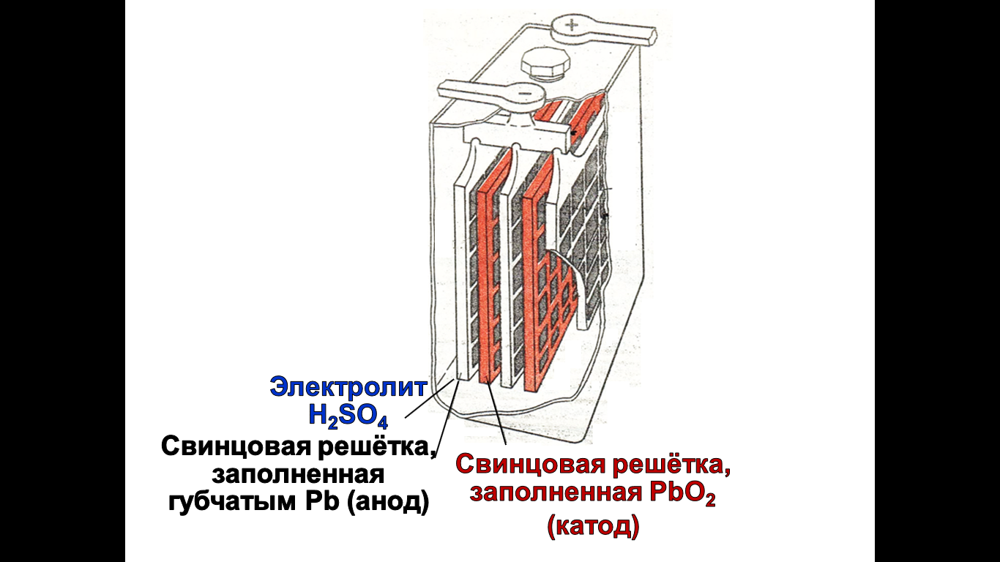 +
-
Электролит
H₂SO₄
Свинцовая решётка,
заполненная
губчатым Pb (анод)
Свинцовая решётка,
заполненная PbO₂
(катод)